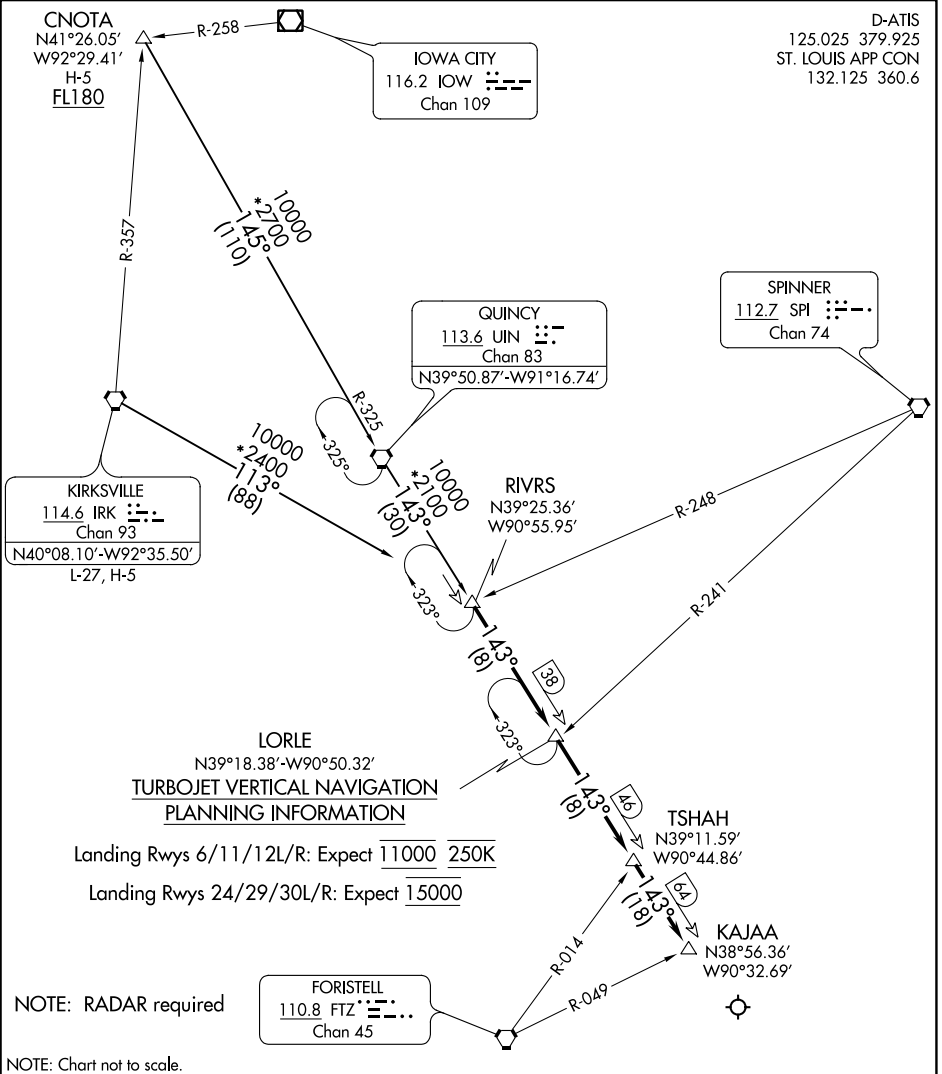 CNOTA
N41°26.05'
W92°29.41'
H-5
FL180
R-258
IOWA CITY
116.2 IOW
Chan 109
D-ATIS
125.025 379.925
ST. LOUIS APP CON
132.125 360.6
R-357
10000
*2700
145°
(110)
QUINCY
113.6 UIN
Chan 83
N39°50.87'-W91°16.74'
SPINNER
112.7 SPI
Chan 74
R-325
325°
KIRKSVILLE
114.6 IRK
Chan 93
N40°08.10'-W92°35.50'
L-27, H-5
10000
*2400
113°
(88)
10000
*2100
143°
(30)
RIVRS
N39°25.36'
W90°55.95'
R-248
R-241
323°
143°
(8)
38
323°
LORLE
N39°18.38'-W90°50.32'
TURBOJET VERTICAL NAVIGATION
PLANNING INFORMATION
Landing Rwys 6/11/12L/R: Expect 11000 250K
Landing Rwys 24/29/30L/R: Expect 15000
143°
(8)
46
TSHAH
N39°11.59'
W90°44.86'
143°
(18)
64
KAJAA
N38°56.36'
W90°32.69'
R-014
R-049
FORISTELL
110.8 FTZ
Chan 45
NOTE: RADAR required
NOTE: Chart not to scale.